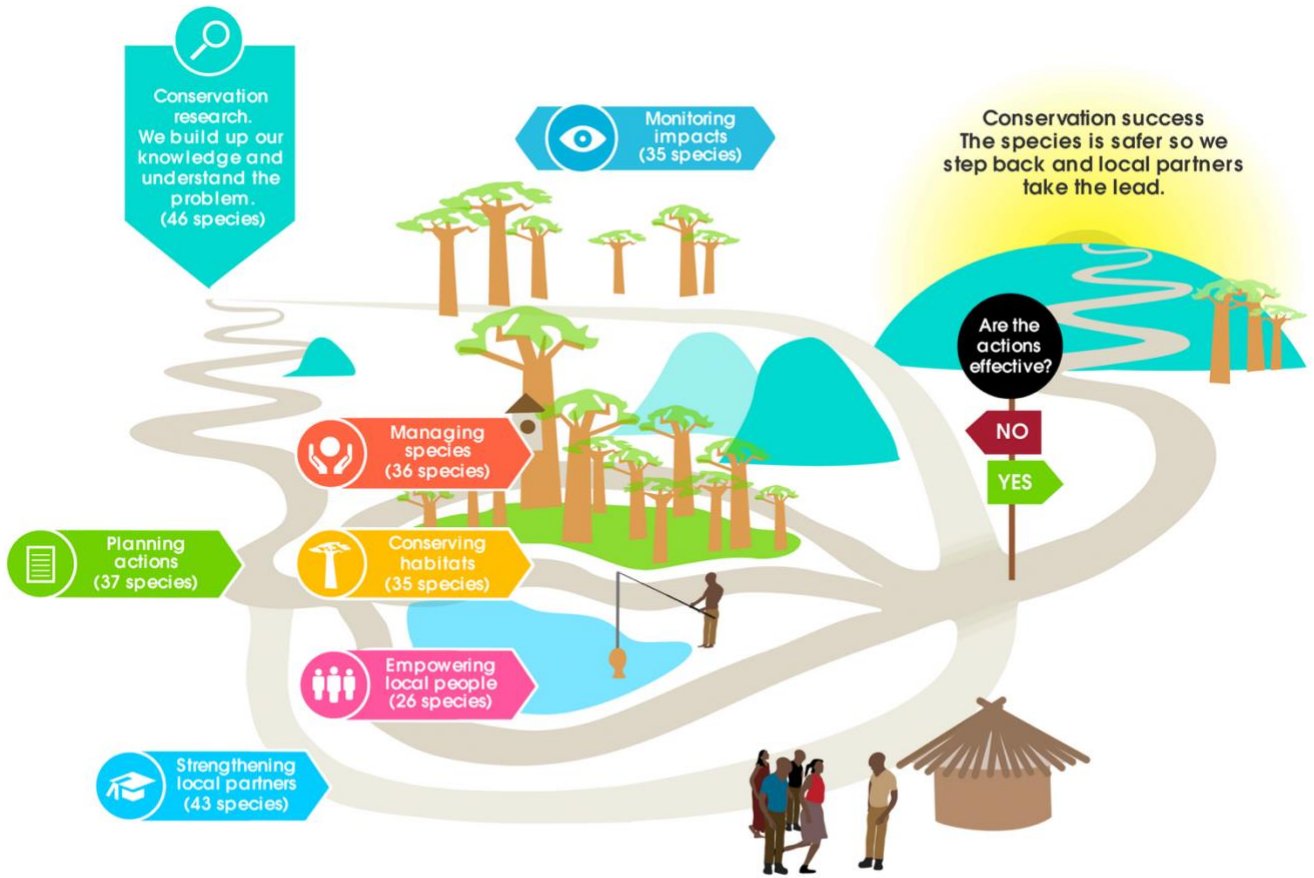 Conservation
research.
We build up our
knowledge and
understand the
problem.
(46 species)
Monitoring
impacts
(35 species)
Conservation success
The species is safer so we
step back and local partners
take the lead.
Are the
actions
effective?
NO
YES
Managing
species
(36 species)
Planning
actions
(37 species)
Conserving
habitats
(35 species)
Empowering
local people
(26 species)
Strengthening
local partners
(43 species)